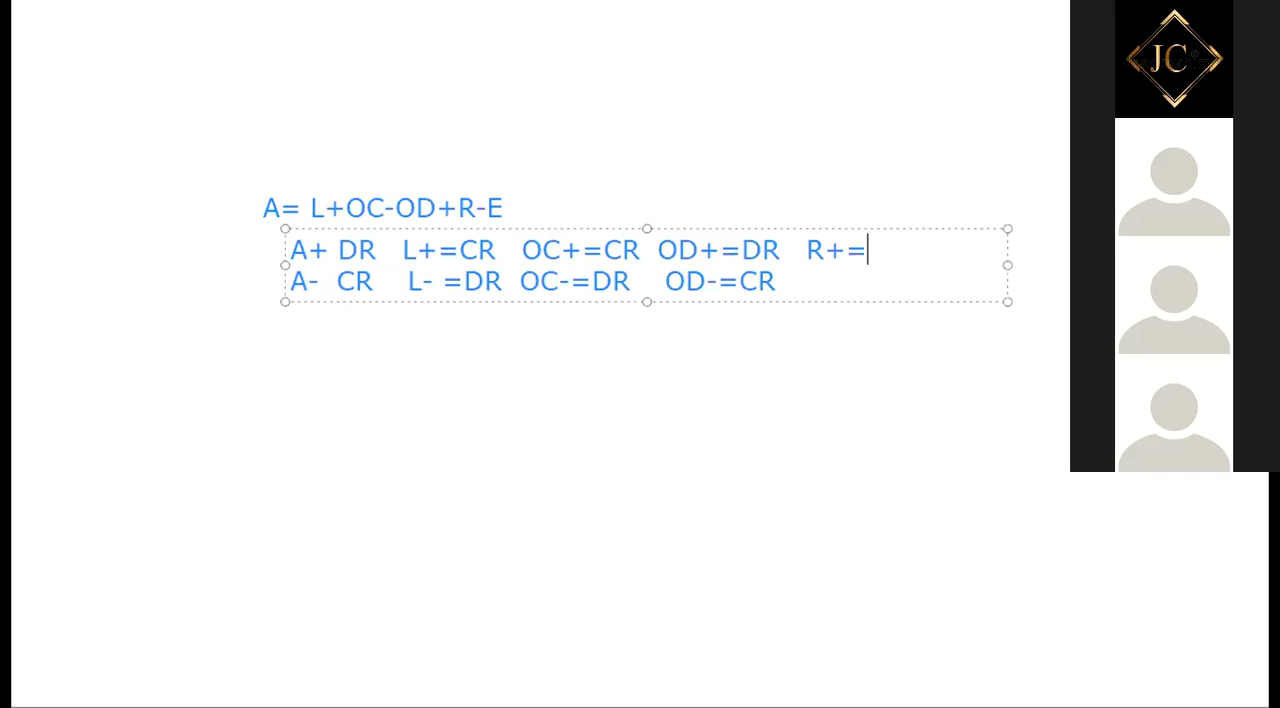 JC
A= L+OC-OD+R-E
A+ DR L+=CR OC+=CR OD+=DR R+=
A- CR L- =DR OC-=DR OD-=CR